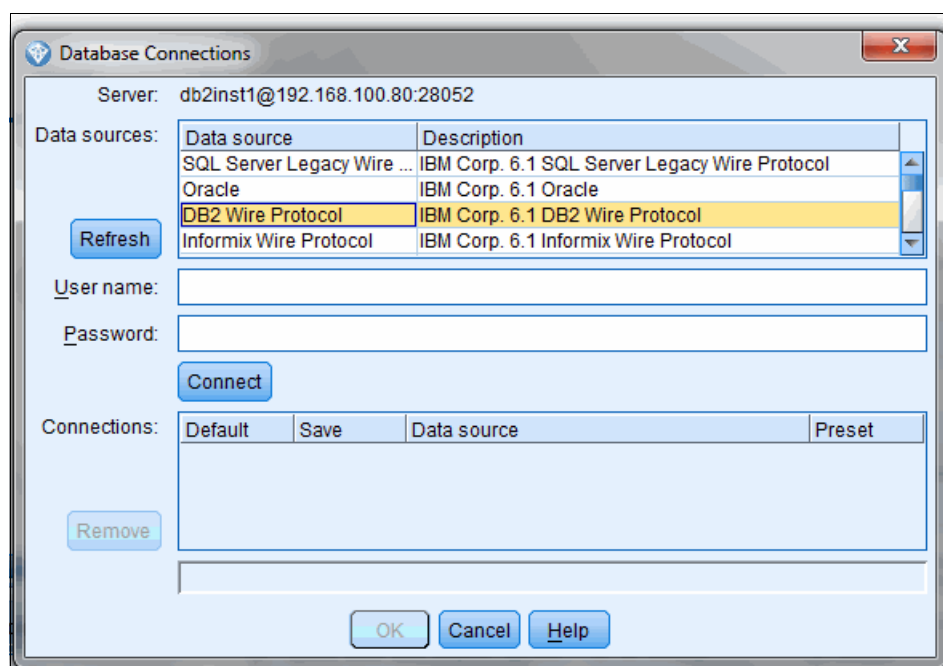 Database Connections
Server: db2inst1@192.168.100.80:28052
Data sources: Data source Description
SQL Server Legacy Wire ... IBM Corp. 6.1 SQL Server Legacy Wire Protocol
Oracle IBM Corp. 6.1 Oracle
DB2 Wire Protocol IBM Corp. 6.1 DB2 Wire Protocol
Refresh Informix Wire Protocol IBM Corp. 6.1 Informix Wire Protocol
User name:
Password:
Connect
Connections: Default Save Data source Preset
Remove
OK Cancel Help